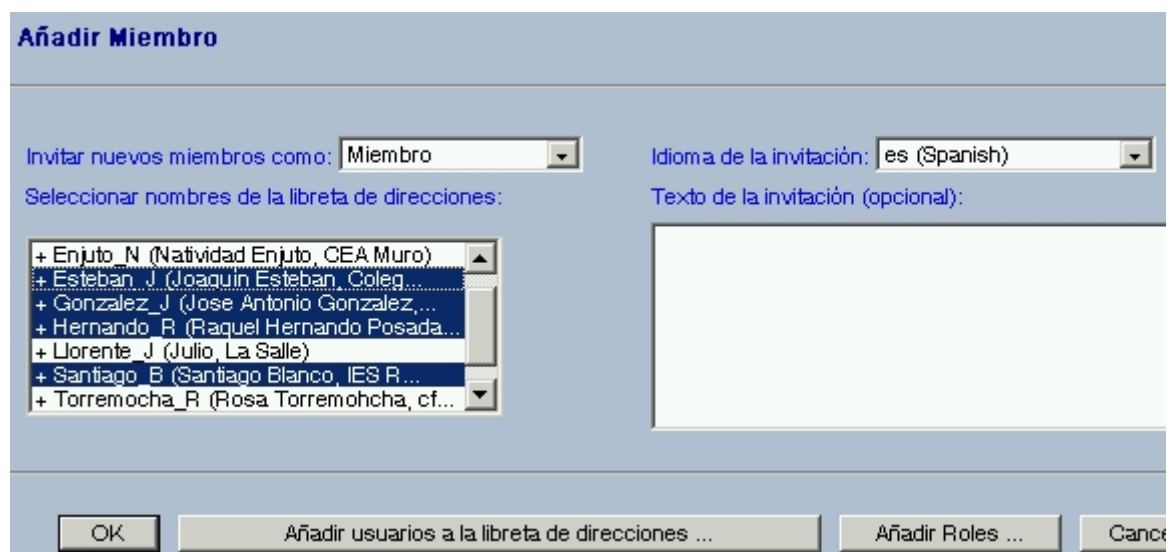 Añadir Miembro
Invitar nuevos miembros como: Miembro
Idioma de la invitación: es (Spanish)
Seleccionar nombres de la libreta de direcciones:
Texto de la invitación (opcional):
+ Enjuto_N (Natividad Enjuto, CEA Muro)
+ Esteban_J (Joaquín Esteban, Coleg...
+ Gonzalez_J (Jose Antonio Gonzalez,...
+ Hernando_R (Raquel Hernando Posada...
+ Llorente_J (Julio, La Salle)
+ Santiago_B (Santiago Blanco, IES R...
+ Torremocha_R (Rosa Torremohcha, cf...
OK
Añadir usuarios a la libreta de direcciones ...
Añadir Roles ...
Cance